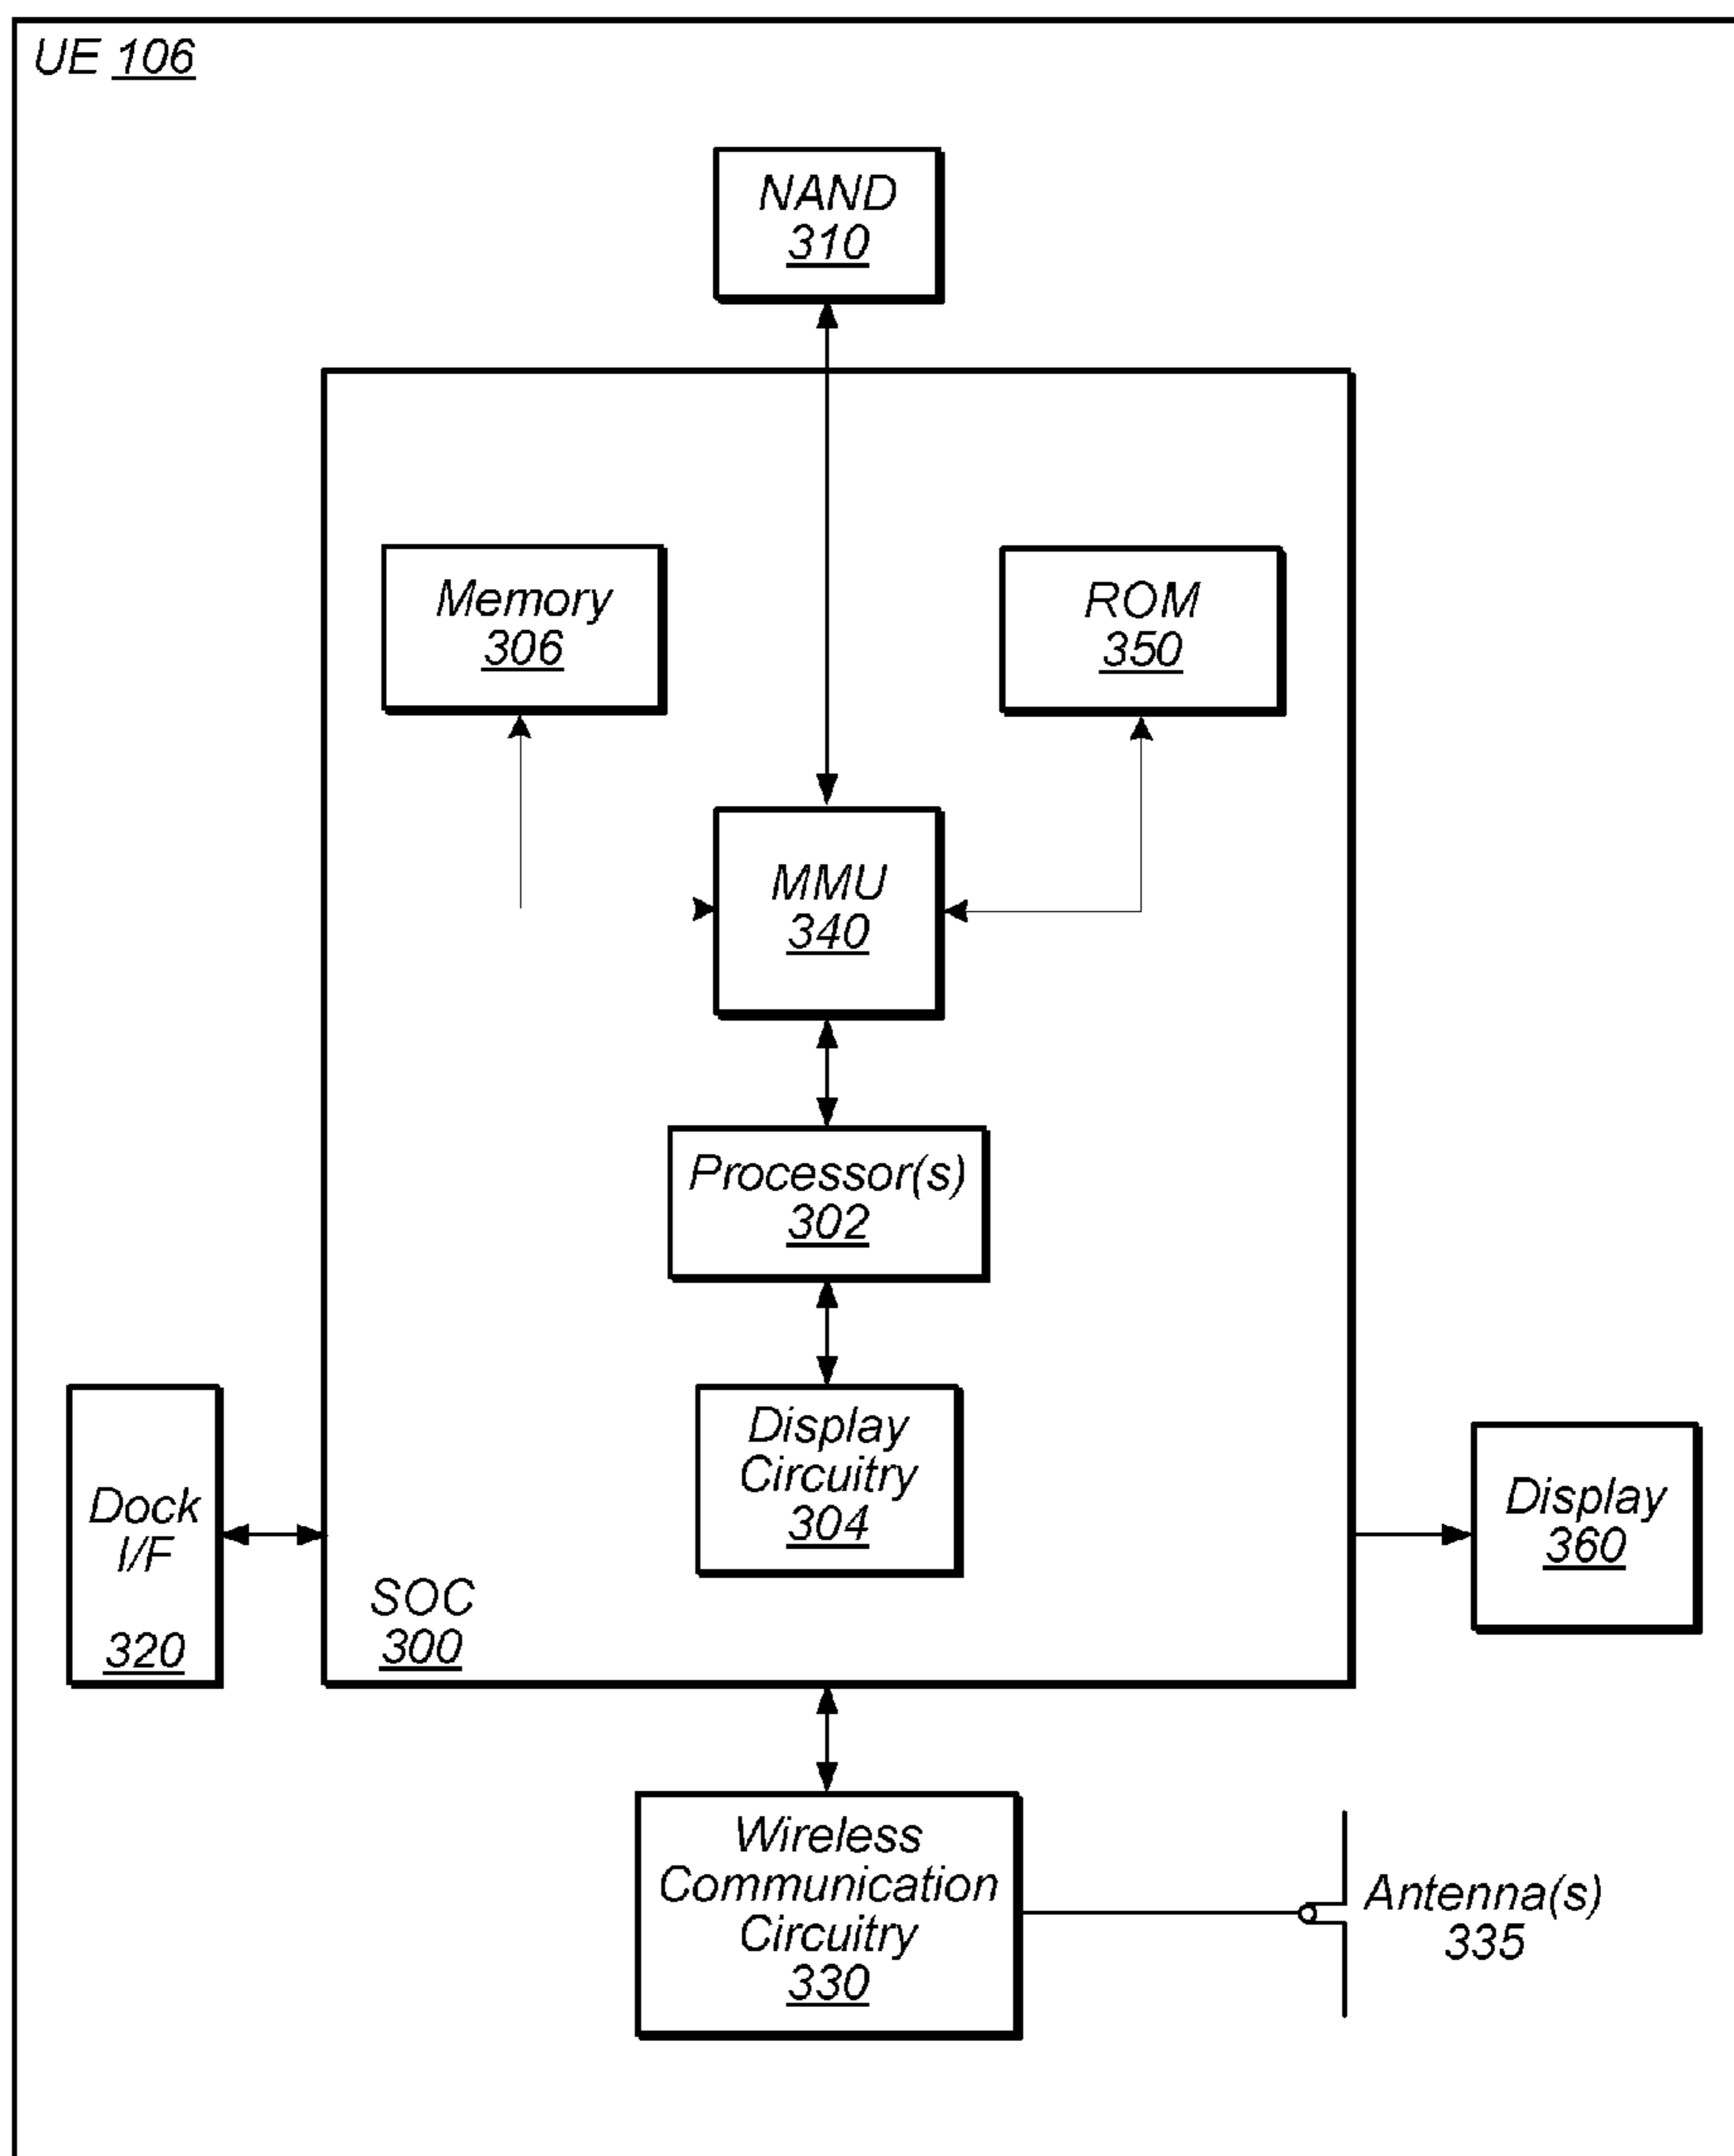 UE 106
NAND
310
Memory
306
ROM
350
MMU
340
Processor(s)
302
Display
Circuitry
304
Dock
I/F
320
SOC
300
Display
360
Wireless
Communication
Circuitry
330
Antenna(s)
335